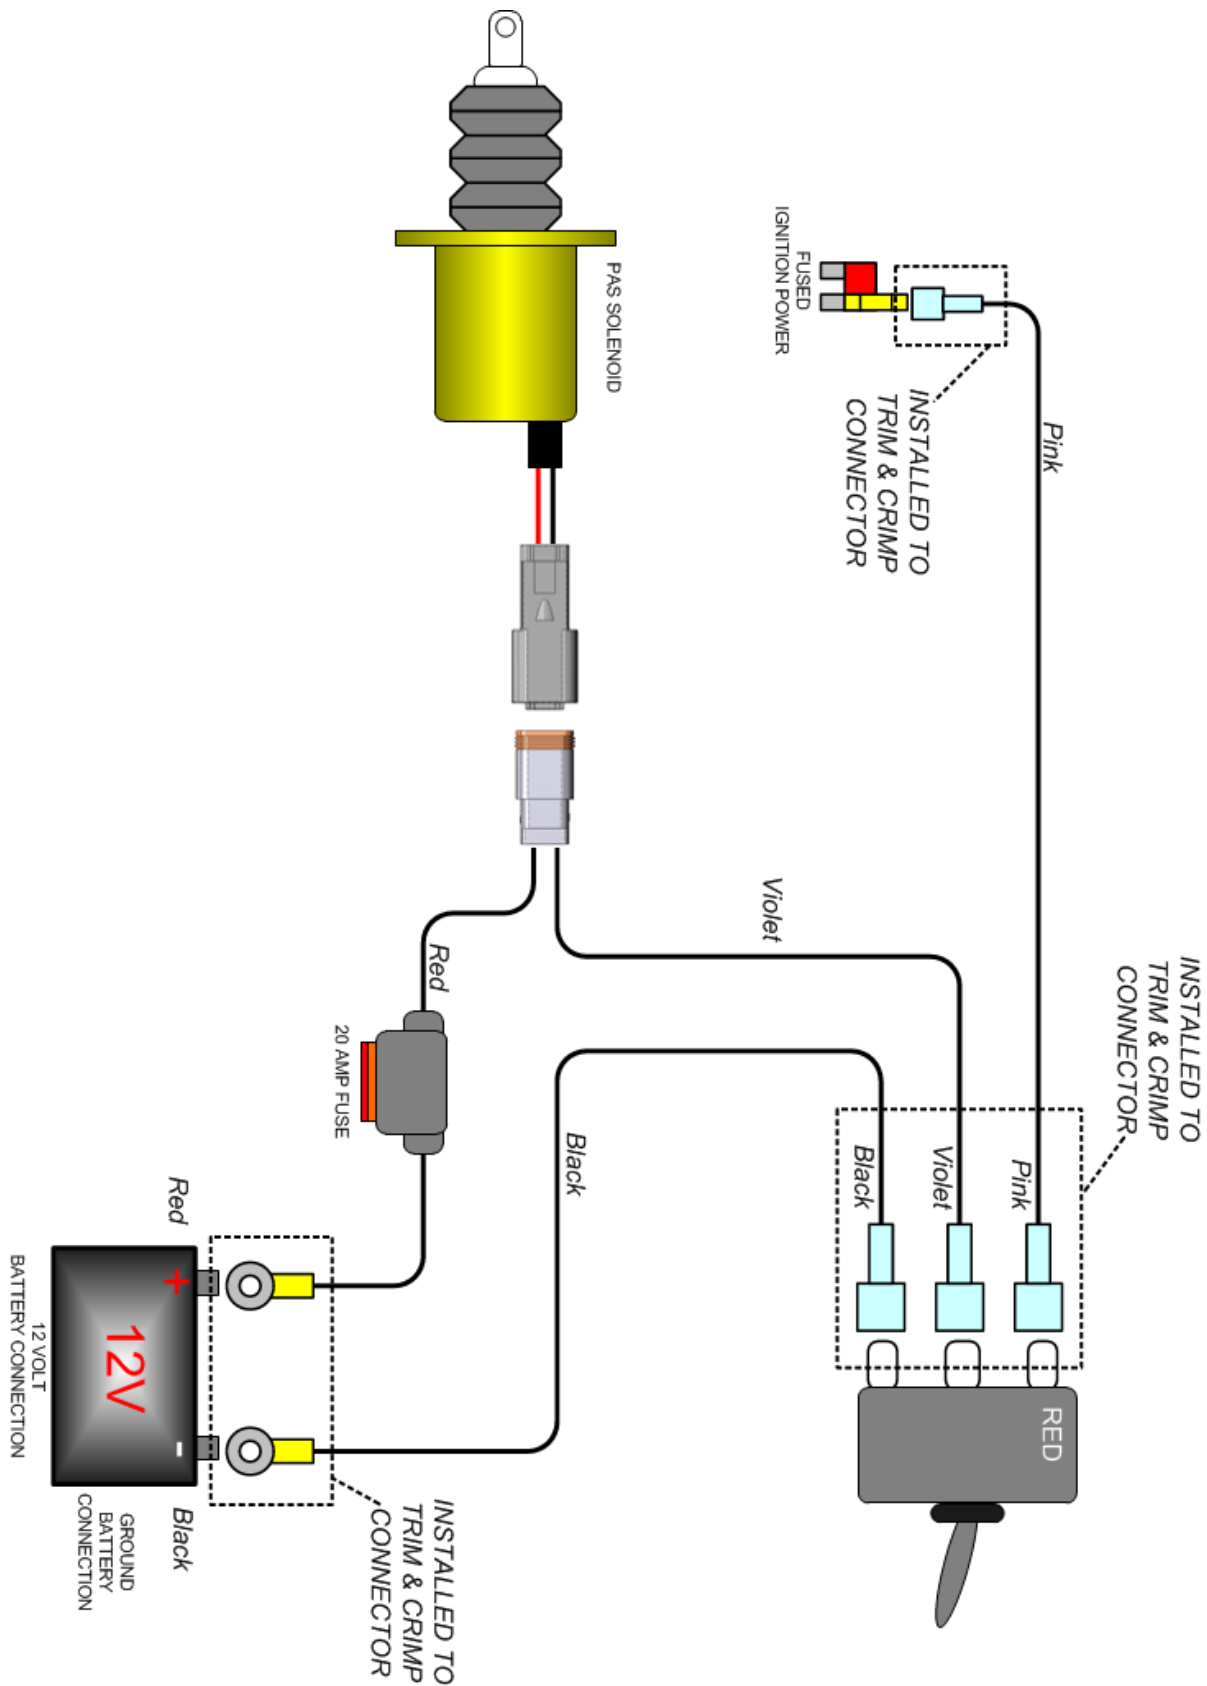 INSTALLED TO
TRIM & CRIMP
CONNECTOR
RED
Pink
Violet
Black
Pink
Violet
INSTALLED TO
TRIM & CRIMP
CONNECTOR
FUSED
IGNITION POWER
PAS SOLENOID
Black
Red
20 AMP FUSE
INSTALLED TO
TRIM & CRIMP
CONNECTOR
Red
Black
+
12V
-
12 VOLT
BATTERY CONNECTION
GROUND
BATTERY
CONNECTION